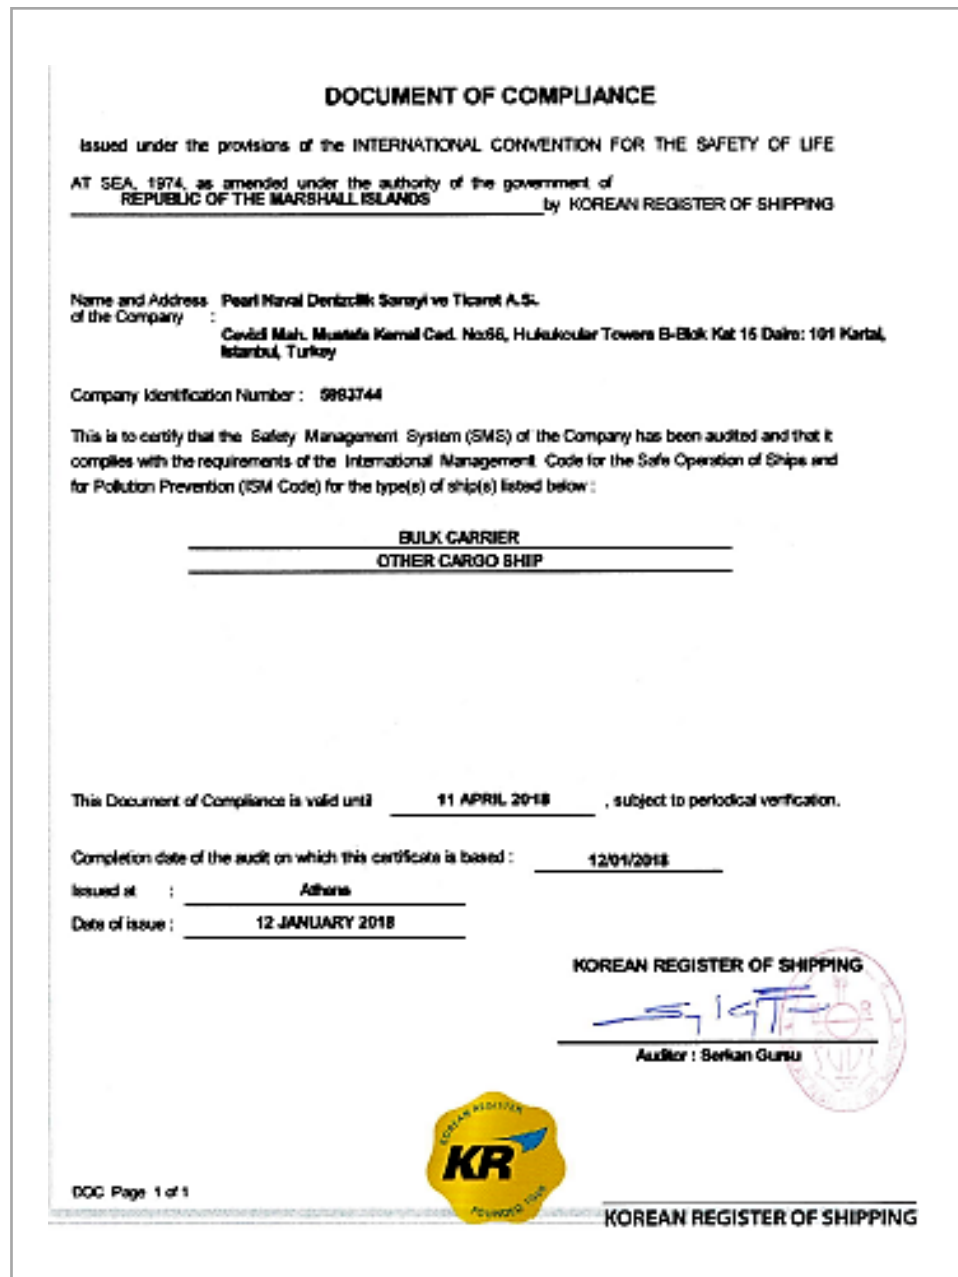 DOCUMENT OF COMPLIANCE
Issued under the provisions of the INTERNATIONAL CONVENTION FOR THE SAFETY OF LIFE
AT SEA, 1974, as amended under the authority of the government of
REPUBLIC OF THE MARSHALL ISLANDS by KOREAN REGISTER OF SHIPPING
Name and Address Pearl Naval Denizcilik Sanayi ve Ticaret A.S.
of the Company :
Cevizli Mah. Mustafa Kemal Cad. No:66, Hukukcular Towers B-Blok Kat 15 Daire: 101 Kartal,
Istanbul, Turkey
Company Identification Number : 5993744
This is to certify that the Safety Management System (SMS) of the Company has been audited and that it
complies with the requirements of the International Management Code for the Safe Operation of Ships and
for Pollution Prevention (ISM Code) for the type(s) of ship(s) listed below :
BULK CARRIER
OTHER CARGO SHIP
This Document of Compliance is valid until 11 APRIL 2018 , subject to periodical verification.
Completion date of the audit on which this certificate is based : 12/01/2018
Issued at : Athens
Date of issue : 12 JANUARY 2018
KOREAN REGISTER OF SHIPPING
Auditor : Serkan Gursu
KOREAN REGISTER
KR
FOUNDED
DOC Page 1 of 1
KOREAN REGISTER OF SHIPPING